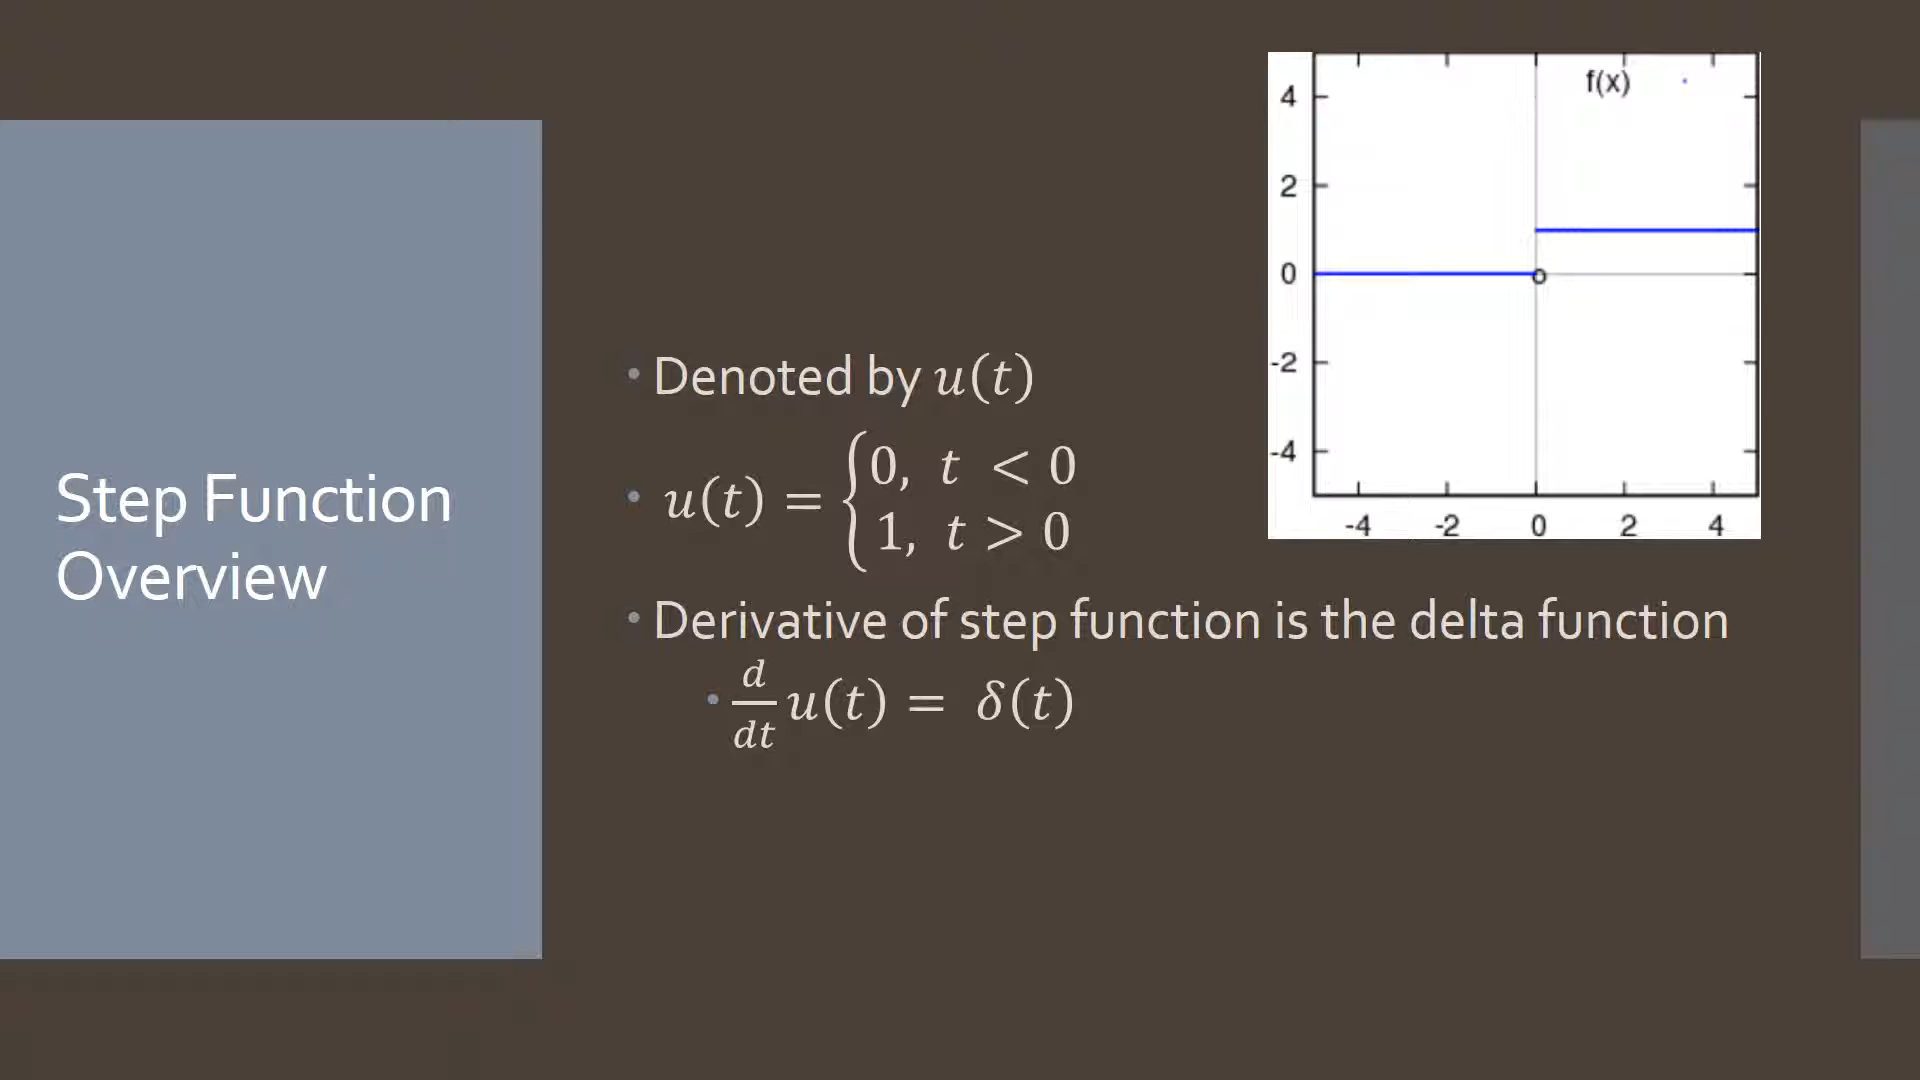 Step Function
Overview
• Denoted by u(t)
• u(t) = {0, t < 0
1, t > 0
• Derivative of step function is the delta function
• d/dt u(t) = δ(t)
f(x)
4
2
0
-2
-4
-4 -2 0 2 4